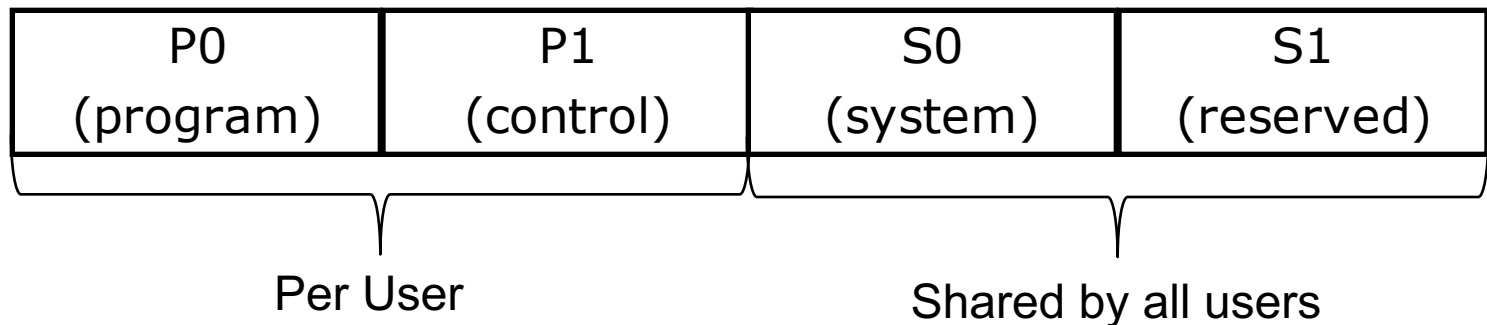 P0
(program)
P1
(control)
S0
(system)
S1
(reserved)
Per User
Shared by all users